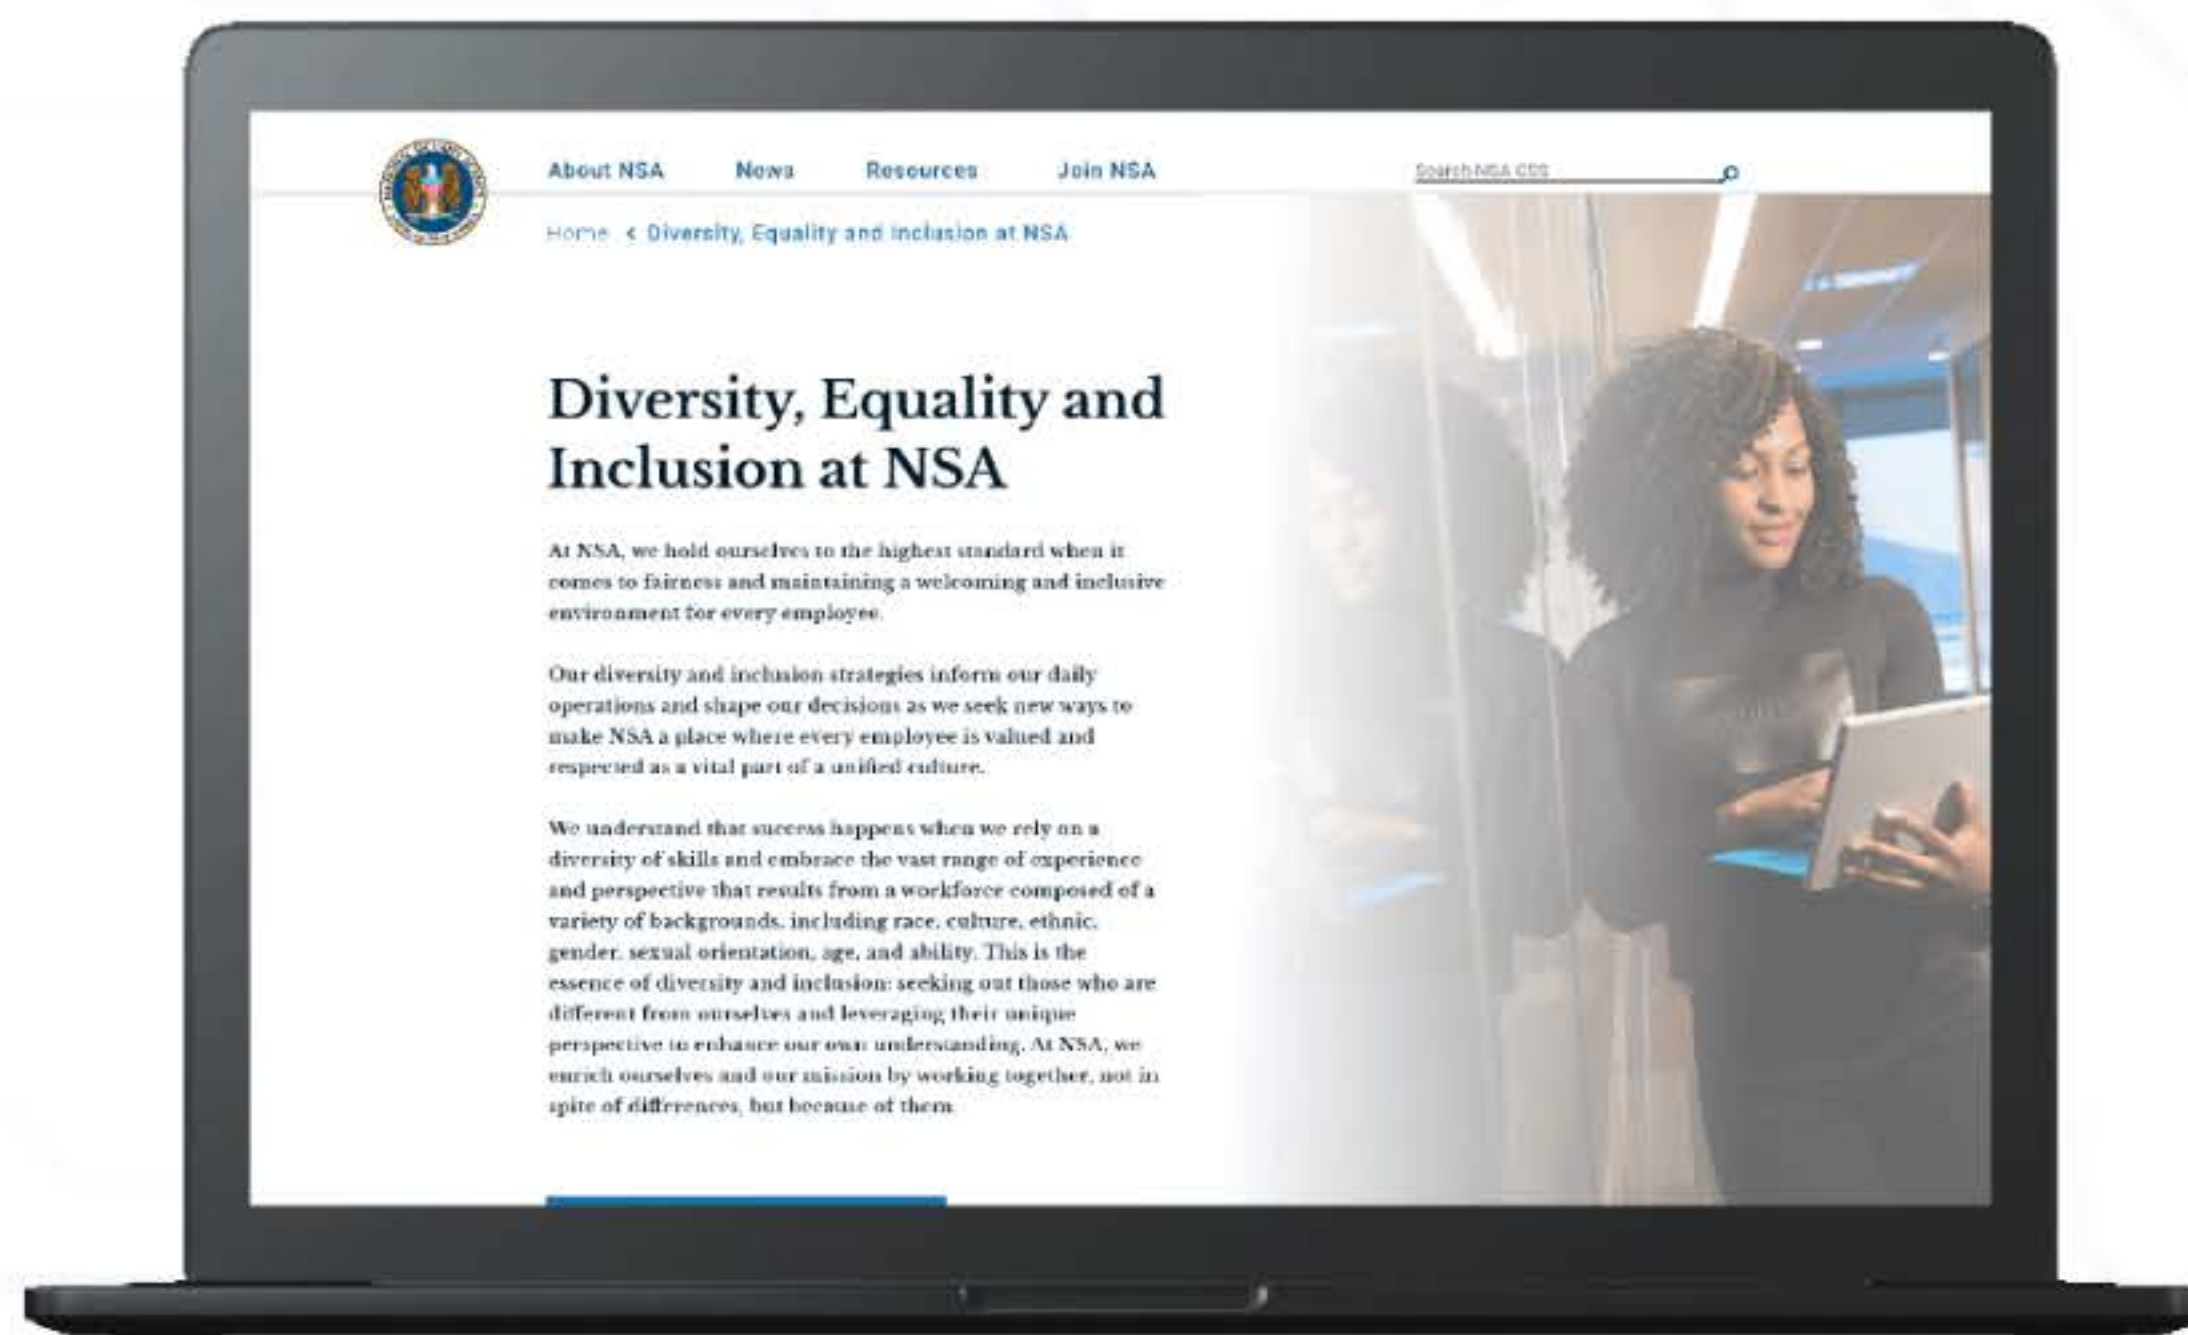 About NSA News Resources Join NSA Search NSA CSS
Home < Diversity, Equality and Inclusion at NSA
Diversity, Equality and
Inclusion at NSA
At NSA, we hold ourselves to the highest standard when it
comes to fairness and maintaining a welcoming and inclusive
environment for every employee.
Our diversity and inclusion strategies inform our daily
operations and shape our decisions as we seek new ways to
make NSA a place where every employee is valued and
respected as a vital part of a unified culture.
We understand that success happens when we rely on a
diversity of skills and embrace the vast range of experience
and perspective that results from a workforce composed of a
variety of backgrounds, including race, culture, ethnic,
gender, sexual orientation, age, and ability. This is the
essence of diversity and inclusion: seeking out those who are
different from ourselves and leveraging their unique
perspective to enhance our own understanding. At NSA, we
enrich ourselves and our mission by working together, not in
spite of differences, but because of them.